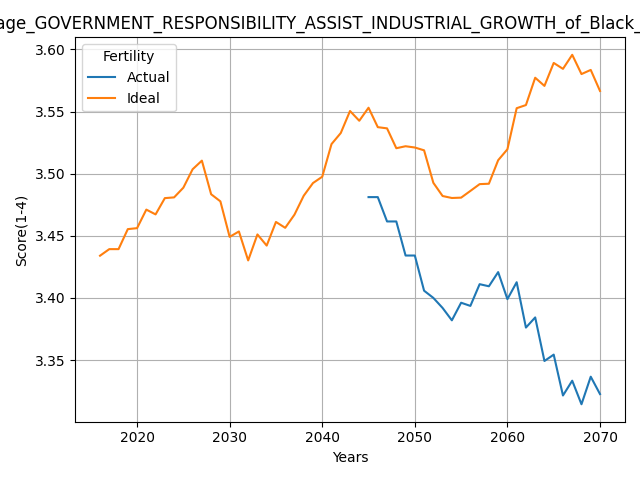 age_GOVERNMENT_RESPONSIBILITY_ASSIST_INDUSTRIAL_GROWTH_of_Black_
Fertility
Actual
Ideal
3.60
3.55
3.50
3.45
3.40
3.35
Score(1-4)
2020 2030 2040 2050 2060 2070
Years